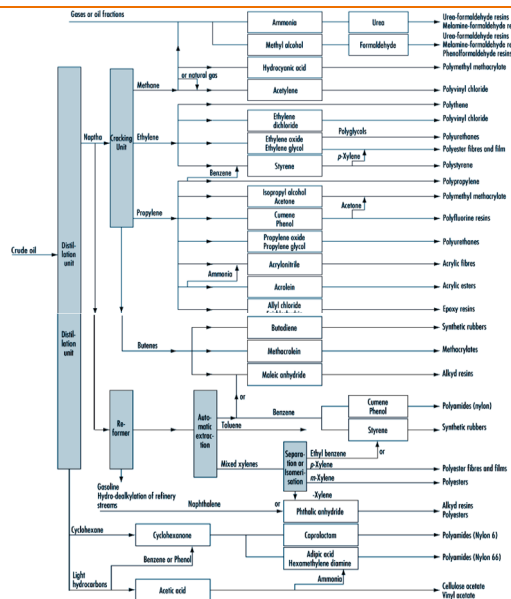 Gases or oil fractions
Ammonia
Urea
Urea-formaldehyde resins
Melamine-formaldehyde re
Urea-formaldehyde resins
Methyl alcohol
Formaldehyde
Melamine-formaldehyde re
Phenolformaldehyde resins
Hydrocyanic acid
Polymethyl methacrylate
or natural gas
Methane
Acetylene
Polyvinyl chloride
Polythene
Ethylene
dichloride
Polyvinyl chloride
Naptha
Cracking
Unit
Ethylene
Ethylene oxide
Ethylene glycol
Polyglycols
Polyurethanes
Polyester fibres and film
p-Xylene
Styrene
Polystyrene
Benzene
Polypropylene
Isopropyl alcohol
Acetone
Polymethyl methacrylate
Acetone
Propylene
Cumene
Phenol
Polyfluorine resins
Propylene oxide
Propylene glycol
Polyurethanes
Crude oil
Distil-
lation
unit
Acrylonitrile
Acrylic fibres
Ammonia
Acrolein
Acrylic esters
Allyl chloride
Epoxy resins
Distil-
lation
unit
Butadiene
Synthetic rubbers
Butenes
Methacrolein
Methacrylates
Maleic anhydride
Alkyd resins
or
Re-
former
Auto-
matic
extrac-
tion
Benzene
Toluene
Cumene
Phenol
Polyamides (nylon)
Styrene
Synthetic rubbers
or
Mixed xylenes
Separa-
tion or
Isomeri-
sation
Ethyl benzene
p-Xylene
Polyester fibres and films
m-Xylene
Polyesters
-Xylene
Gasoline
Hydro-dealkylation of refinery
streams
Naphthalene
or
Phthalic anhydride
Alkyd resins
Polyesters
Cyclohexane
Cyclohexanone
Caprolactam
Polyamides (Nylon 6)
Benzene or Phenol
Adipic acid
Hexamethylene diamine
Polyamides (Nylon 66)
Light
hydrocarbons
Ammonia
Acetic acid
Cellulose acetate
Vinyl acetate